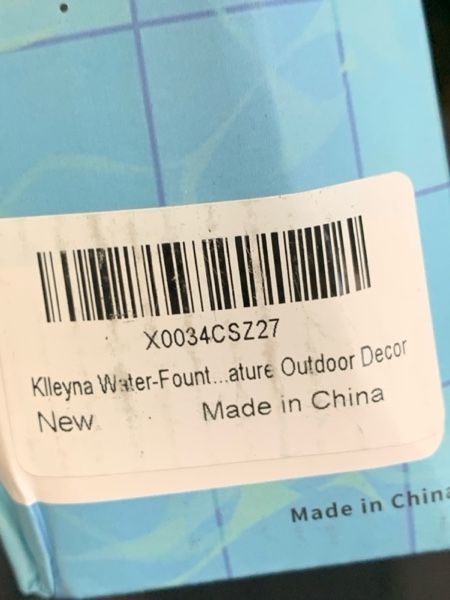 X0034CSZ27
Klleyna Water-Fount...ature Outdoor Decor
New Made in China
Made in China